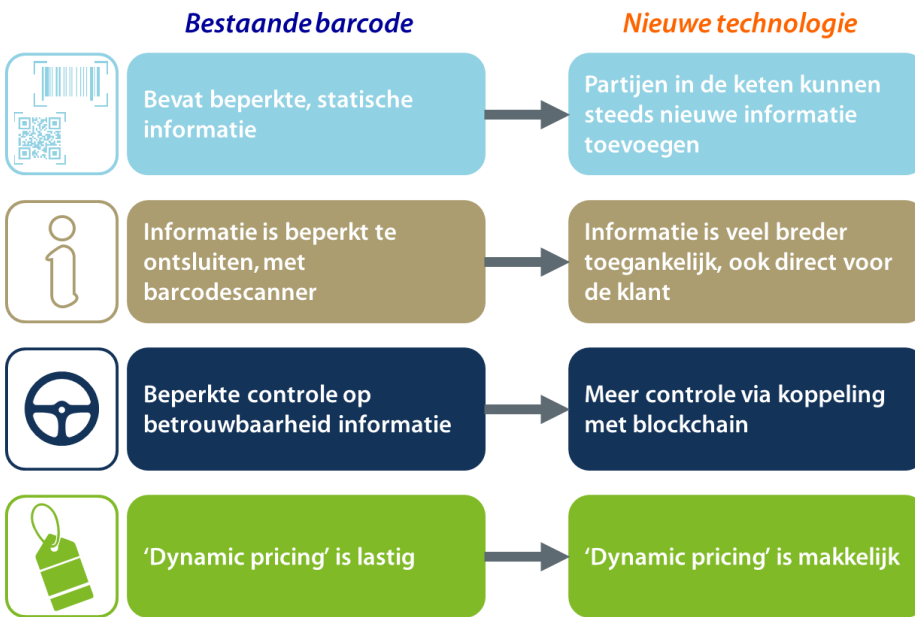 Bestaande barcode
Nieuwe technologie
Bevat beperkte, statische
informatie
Partijen in de keten kunnen
steeds nieuwe informatie
toevoegen
Informatie is beperkt te
ontsluiten, met
barcodescanner
Informatie is veel breder
toegankelijk, ook direct voor
de klant
Beperkte controle op
betrouwbaarheid informatie
Meer controle via koppeling
met blockchain
‘Dynamic pricing’ is lastig
‘Dynamic pricing’ is makkelijk